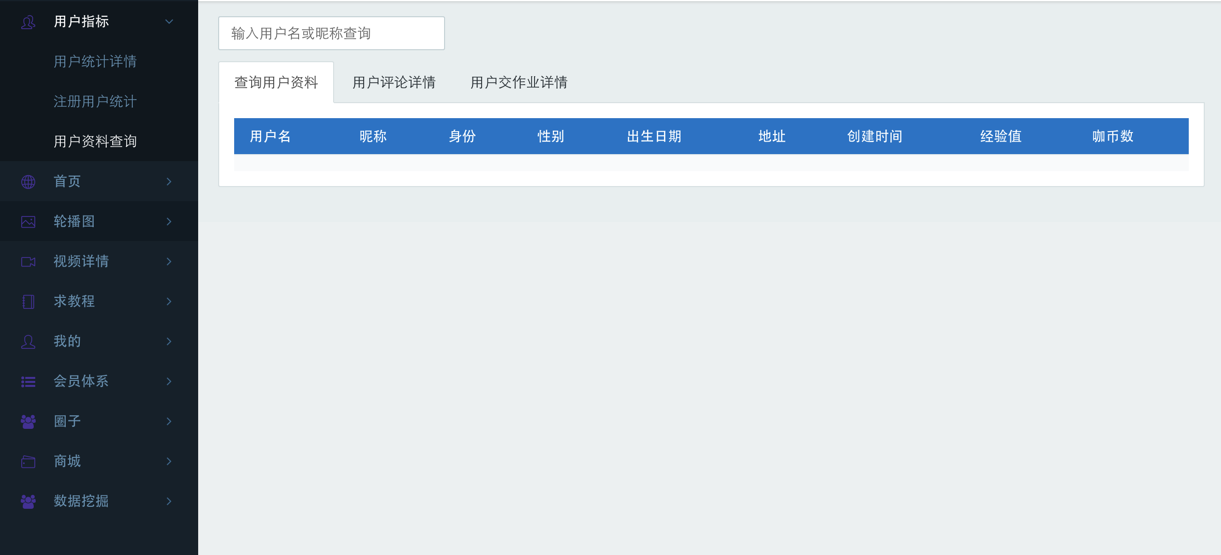 用户指标
用户统计详情
注册用户统计
用户资料查询
首页
轮播图
视频详情
求教程
我的
会员体系
圈子
商城
数据挖掘
输入用户名或昵称查询
查询用户资料 用户评论详情 用户交作业详情
用户名 昵称 身份 性别 出生日期 地址 创建时间 经验值 咖币数